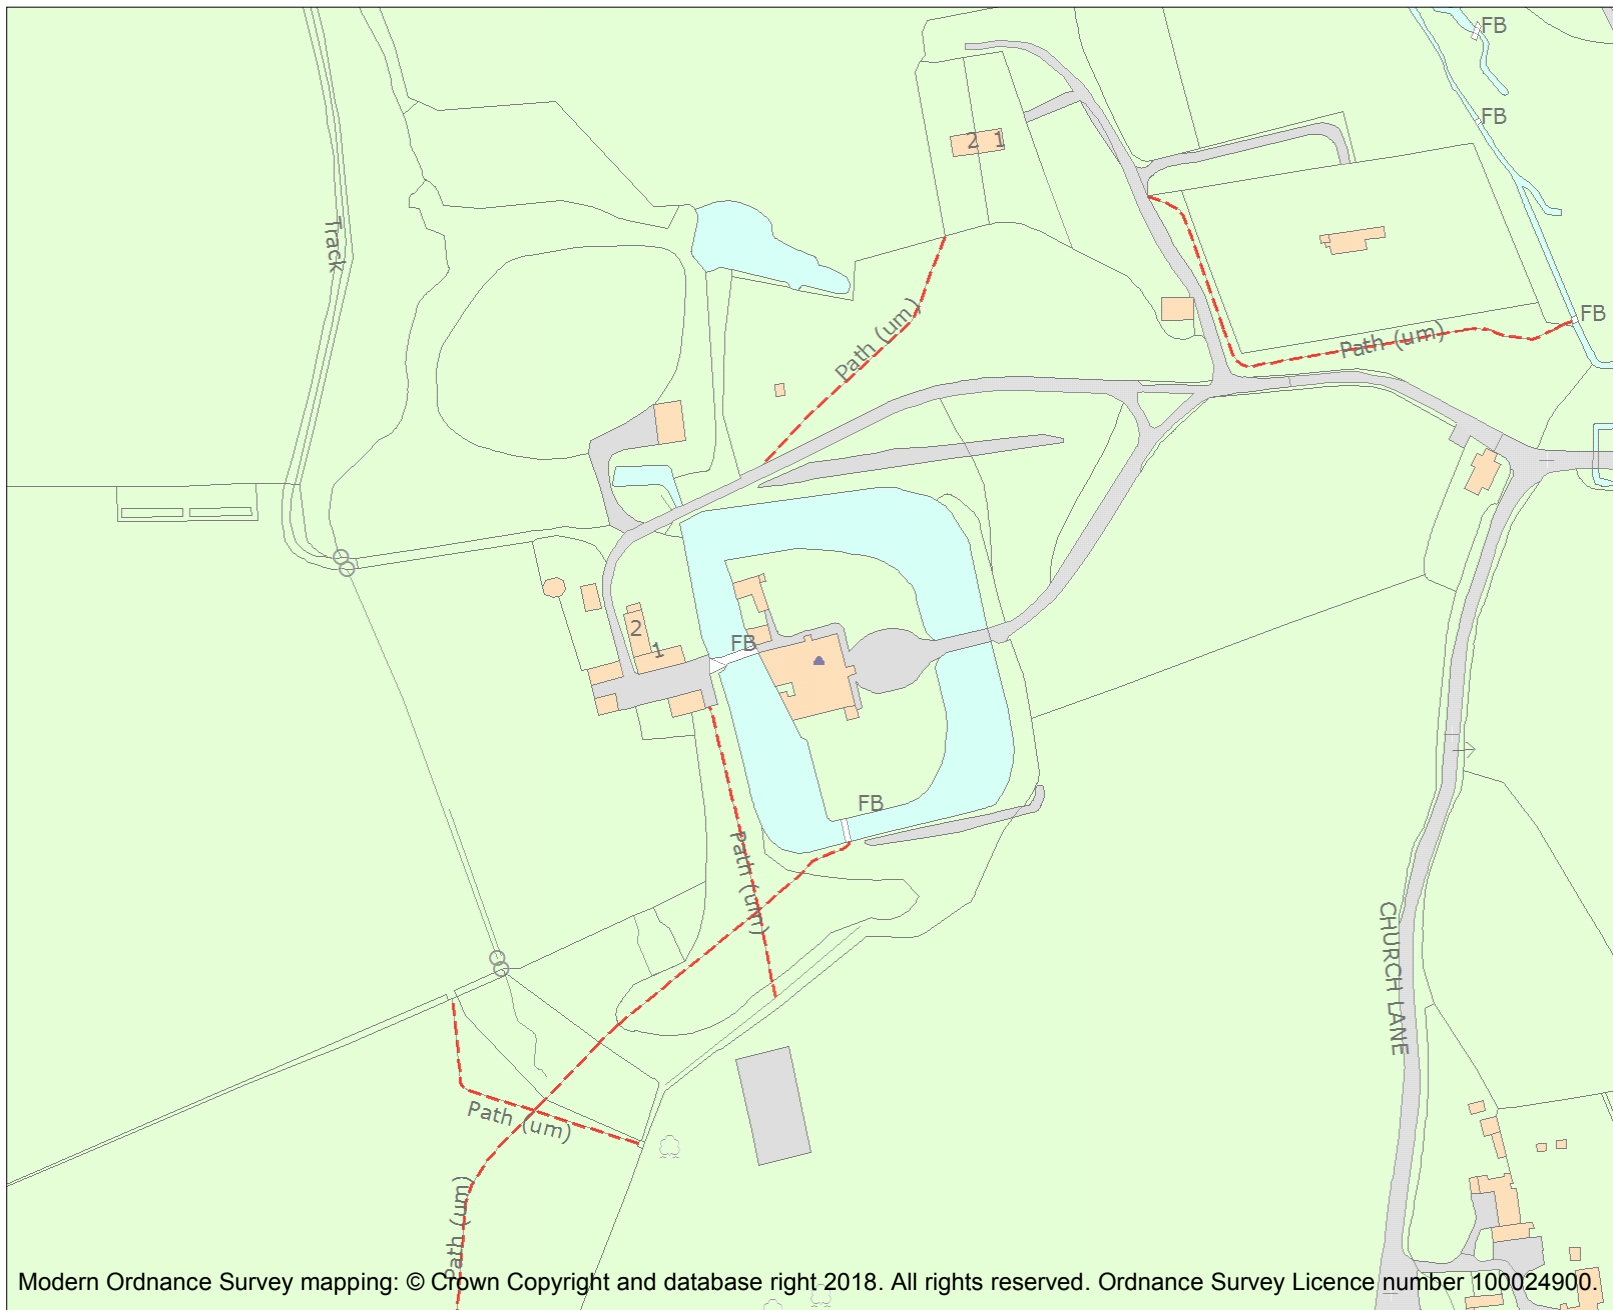 FB
FB
2 1
Track
FB
Path (um)
Path (um)
2
1
FB
FB
Path (um)
CHURCH LANE
Path (um)
Path (um)
Modern Ordnance Survey mapping: © Crown Copyright and database right 2018. All rights reserved. Ordnance Survey Licence number 100024900.